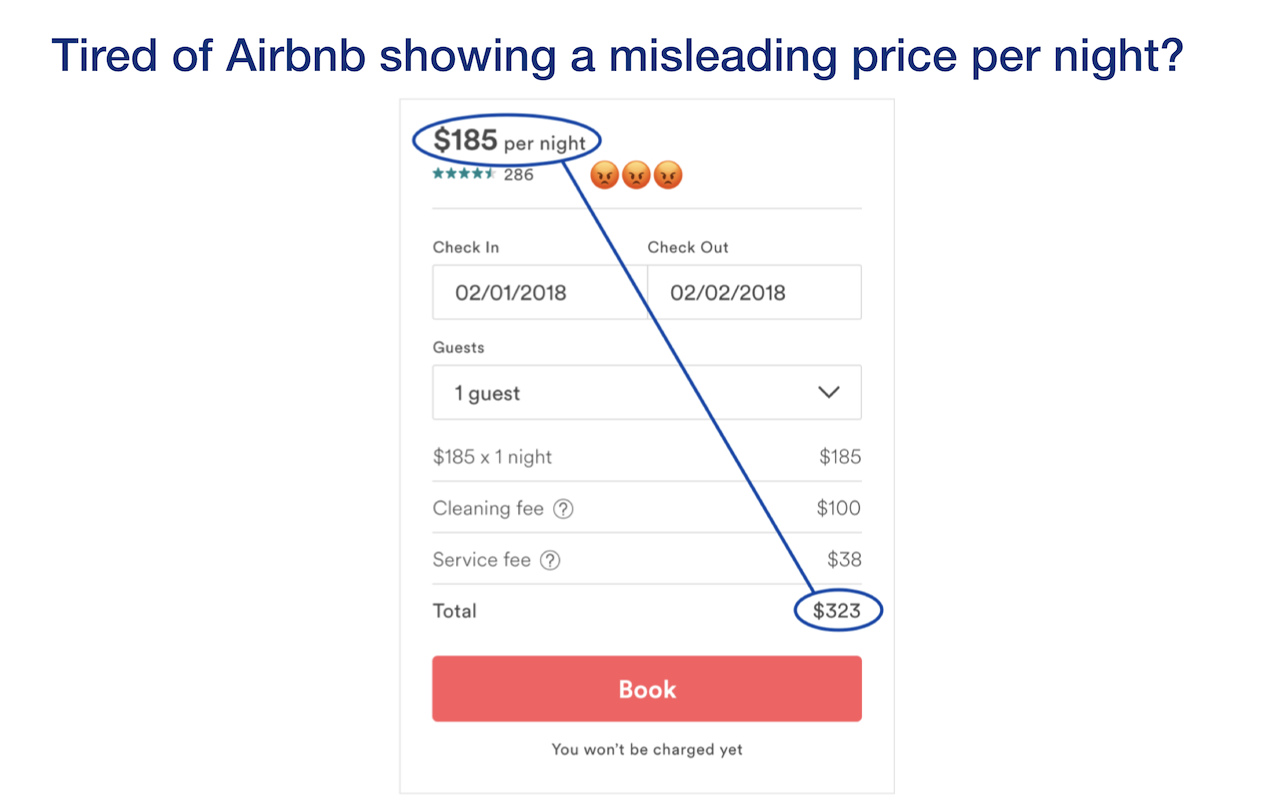 Tired of Airbnb showing a misleading price per night?
$185 per night
286
Check In Check Out
02/01/2018 02/02/2018
Guests
1 guest
$185 x 1 night $185
Cleaning fee ? $100
Service fee ? $38
Total $323
Book
You won't be charged yet